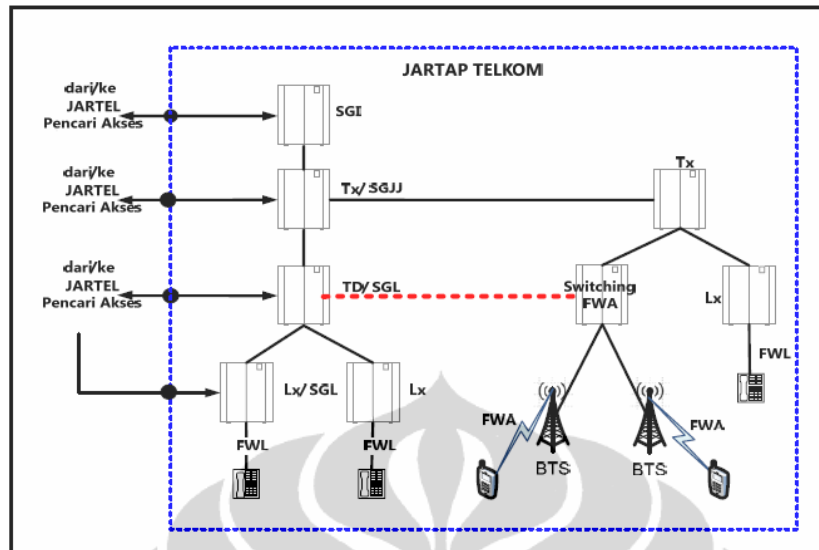 JARTAP TELKOM
dari/ke
JARTEL
Pencari Akses
SGI
dari/ke
JARTEL
Pencari Akses
Tx/ SGJJ
Tx
dari/ke
JARTEL
Pencari Akses
TD/ SGL
Switching
FWA
Lx
FWL
Lx/ SGL
Lx
FWL
FWL
FWA
BTS
BTS
FWA